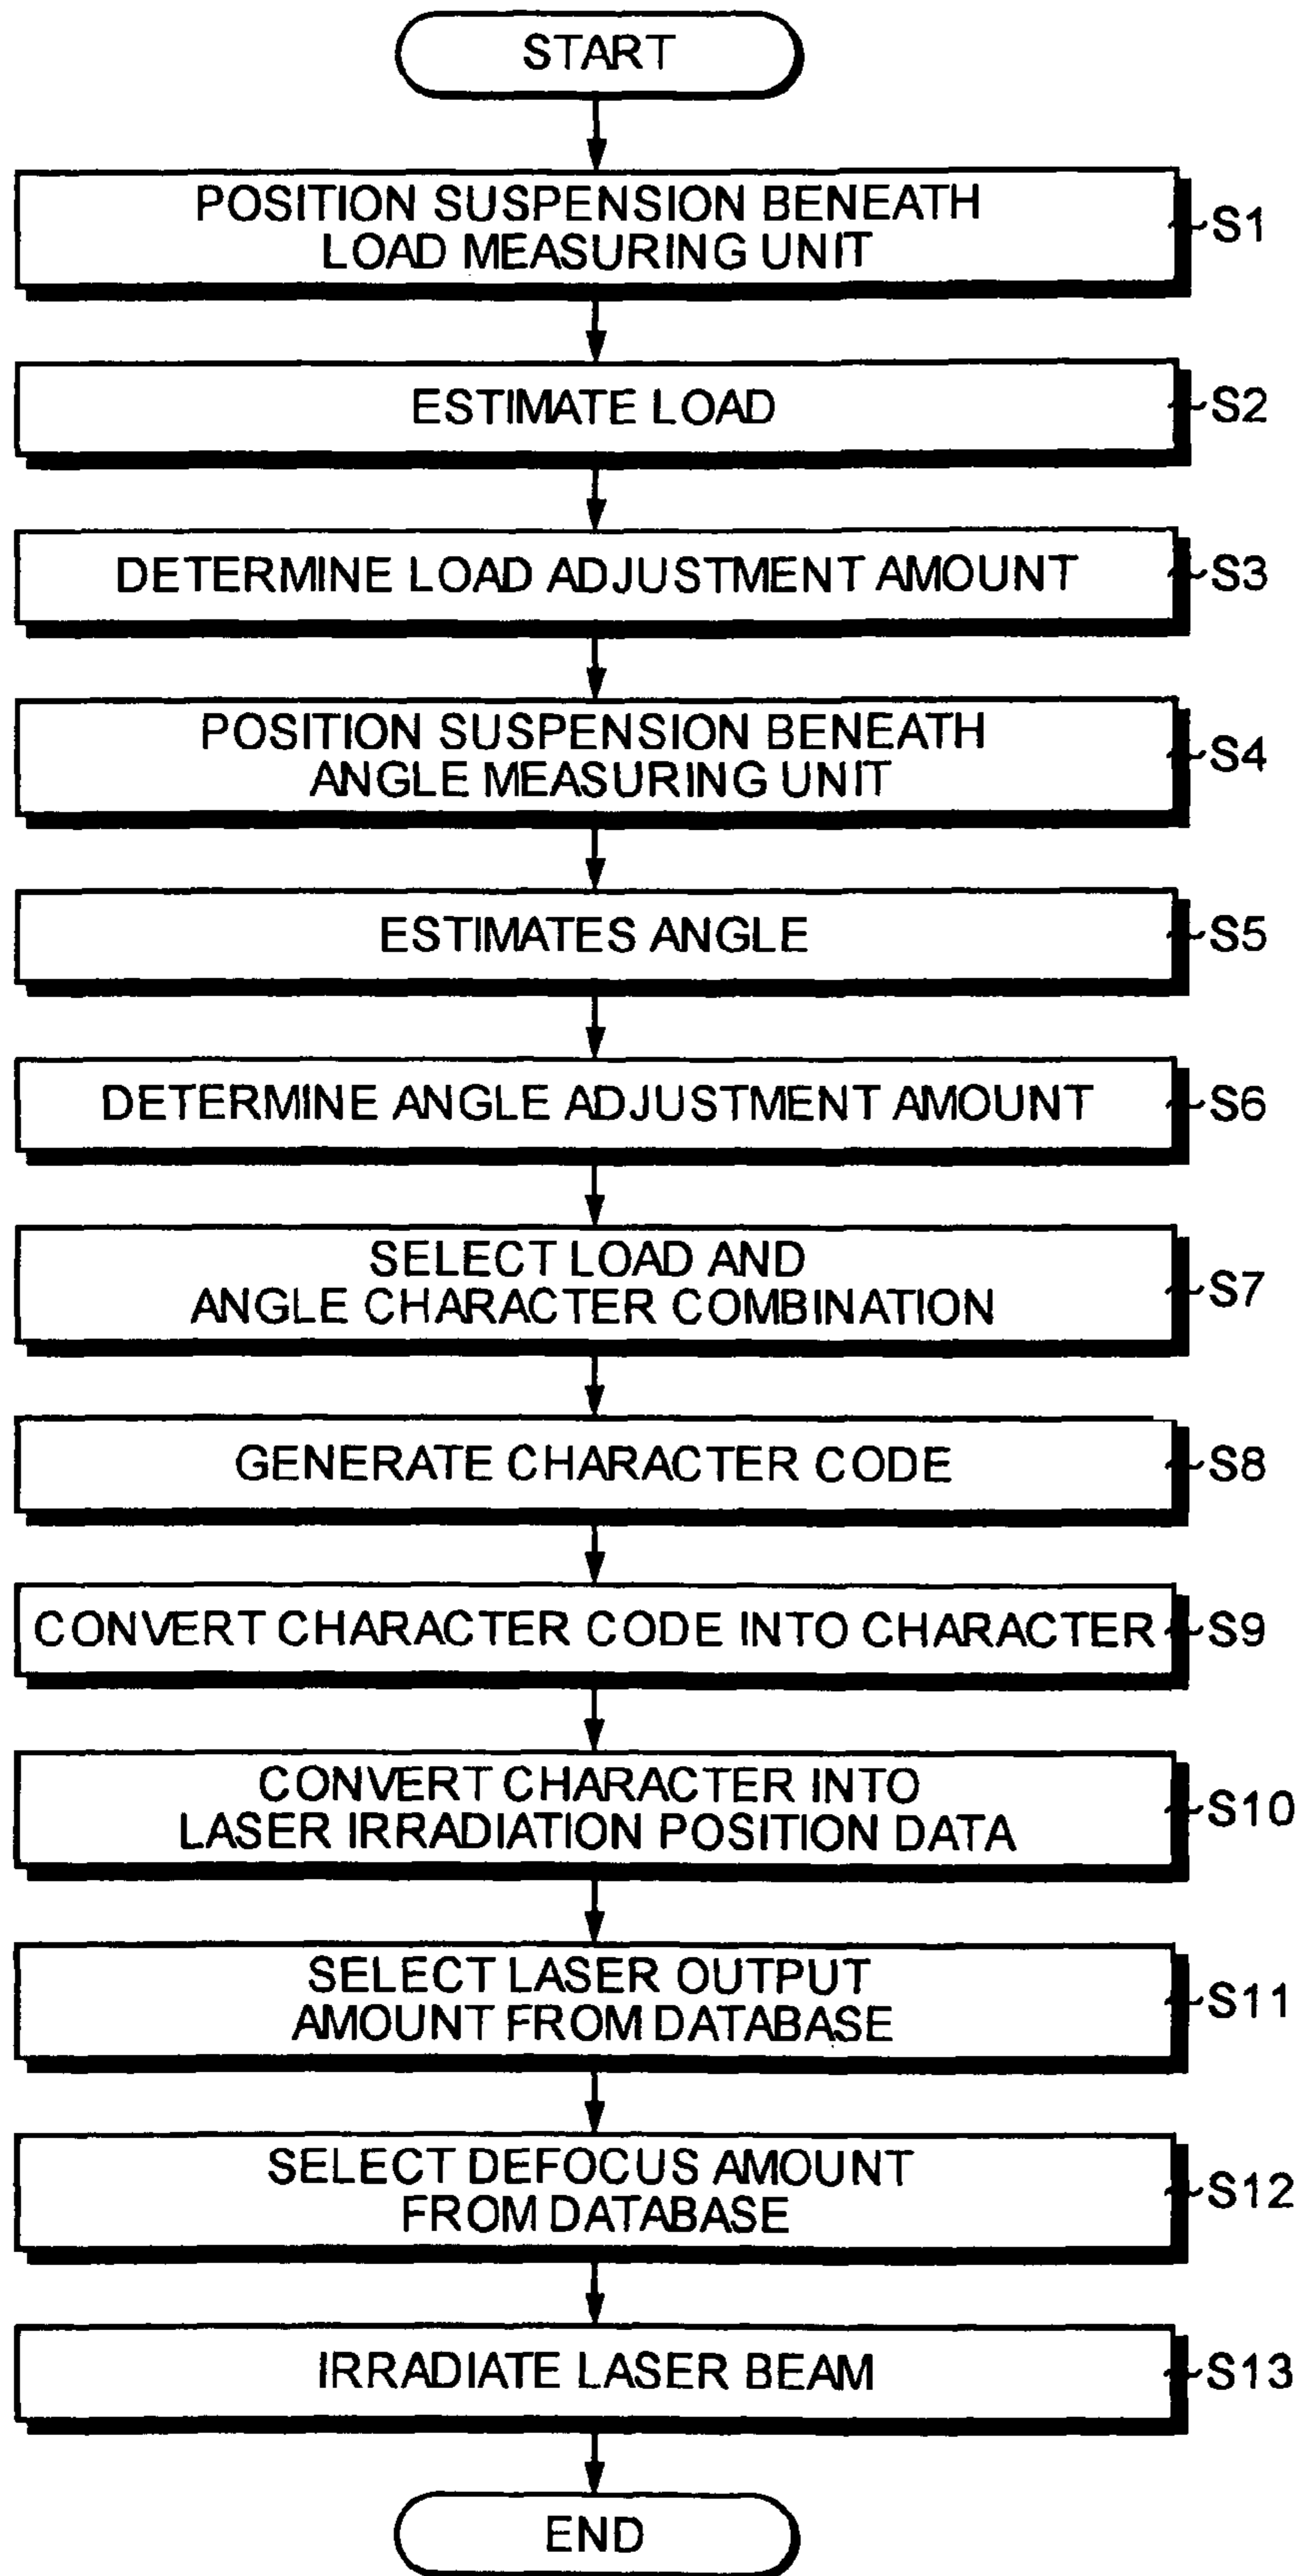 START
POSITION SUSPENSION BENEATH
LOAD MEASURING UNIT
S1
ESTIMATE LOAD
S2
DETERMINE LOAD ADJUSTMENT AMOUNT
S3
POSITION SUSPENSION BENEATH
ANGLE MEASURING UNIT
S4
ESTIMATES ANGLE
S5
DETERMINE ANGLE ADJUSTMENT AMOUNT
S6
SELECT LOAD AND
ANGLE CHARACTER COMBINATION
S7
GENERATE CHARACTER CODE
S8
CONVERT CHARACTER CODE INTO CHARACTER
S9
CONVERT CHARACTER INTO
LASER IRRADIATION POSITION DATA
S10
SELECT LASER OUTPUT
AMOUNT FROM DATABASE
S11
SELECT DEFOCUS AMOUNT
FROM DATABASE
S12
IRRADIATE LASER BEAM
S13
END